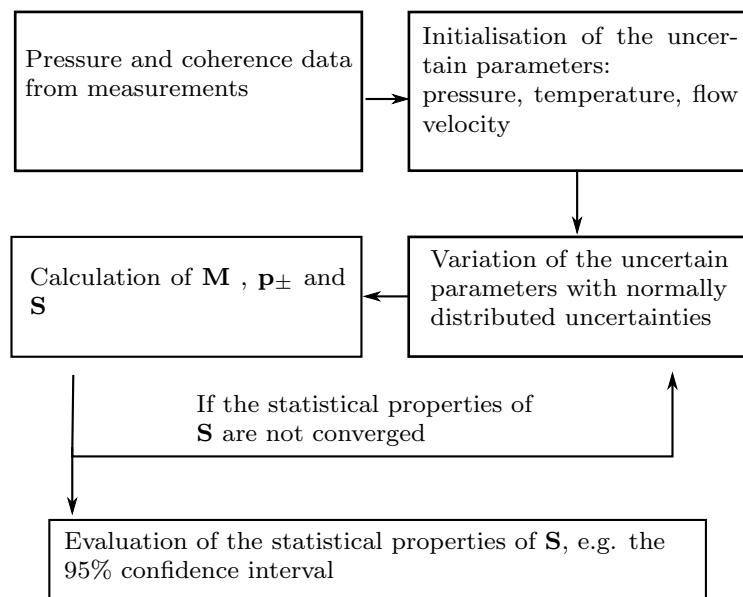 Pressure and coherence data
from measurements
Initialisation of the uncer-
tain parameters:
pressure, temperature, flow
velocity
Variation of the uncertain
parameters with normally
distributed uncertainties
Calculation of M , p± and
S
If the statistical properties of
S are not converged
Evaluation of the statistical properties of S, e.g. the
95% confidence interval